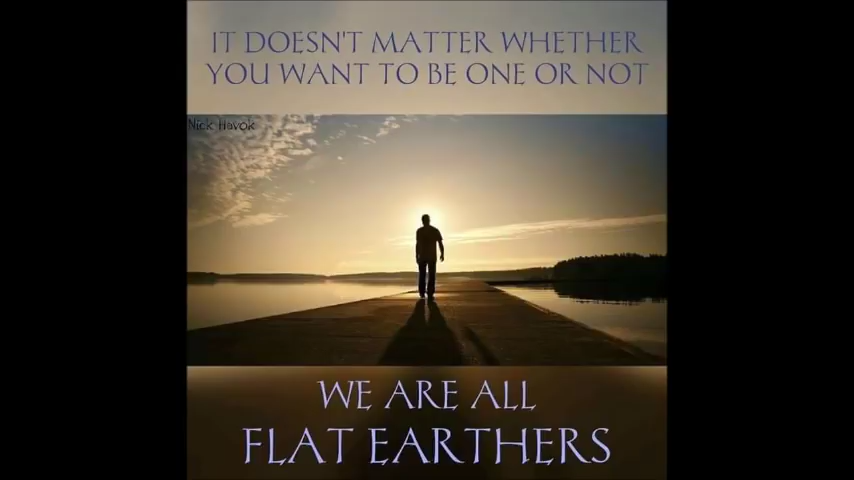 IT DOESN'T MATTER WHETHER
YOU WANT TO BE ONE OR NOT
Nick Havok
WE ARE ALL
FLAT EARTHERS